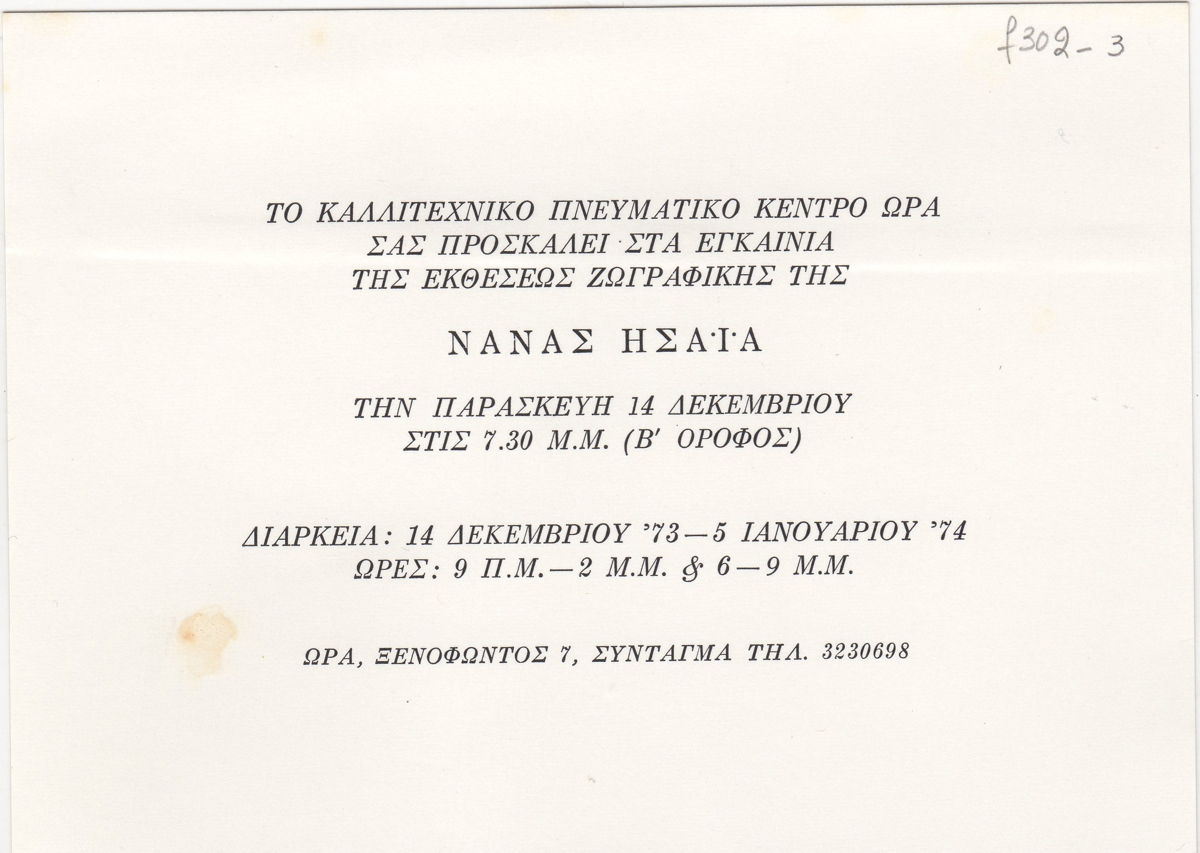 f302-3
ΤΟ ΚΑΛΛΙΤΕΧΝΙΚΟ ΠΝΕΥΜΑΤΙΚΟ ΚΕΝΤΡΟ ΩΡΑ
ΣΑΣ ΠΡΟΣΚΑΛΕΙ ΣΤΑ ΕΓΚΑΙΝΙΑ
ΤΗΣ ΕΚΘΕΣΕΩΣ ΖΩΓΡΑΦΙΚΗΣ ΤΗΣ
ΝΑΝΑΣ ΗΣΑΪΑ
ΤΗΝ ΠΑΡΑΣΚΕΥΗ 14 ΔΕΚΕΜΒΡΙΟΥ
ΣΤΙΣ 7.30 Μ.Μ. (Β' ΟΡΟΦΟΣ)
ΔΙΑΡΚΕΙΑ: 14 ΔΕΚΕΜΒΡΙΟΥ ’73—5 ΙΑΝΟΥΑΡΙΟΥ ’74
ΩΡΕΣ: 9 Π.Μ.—2 Μ.Μ. & 6—9 Μ.Μ.
ΩΡΑ, ΞΕΝΟΦΩΝΤΟΣ 7, ΣΥΝΤΑΓΜΑ ΤΗΛ. 3230698